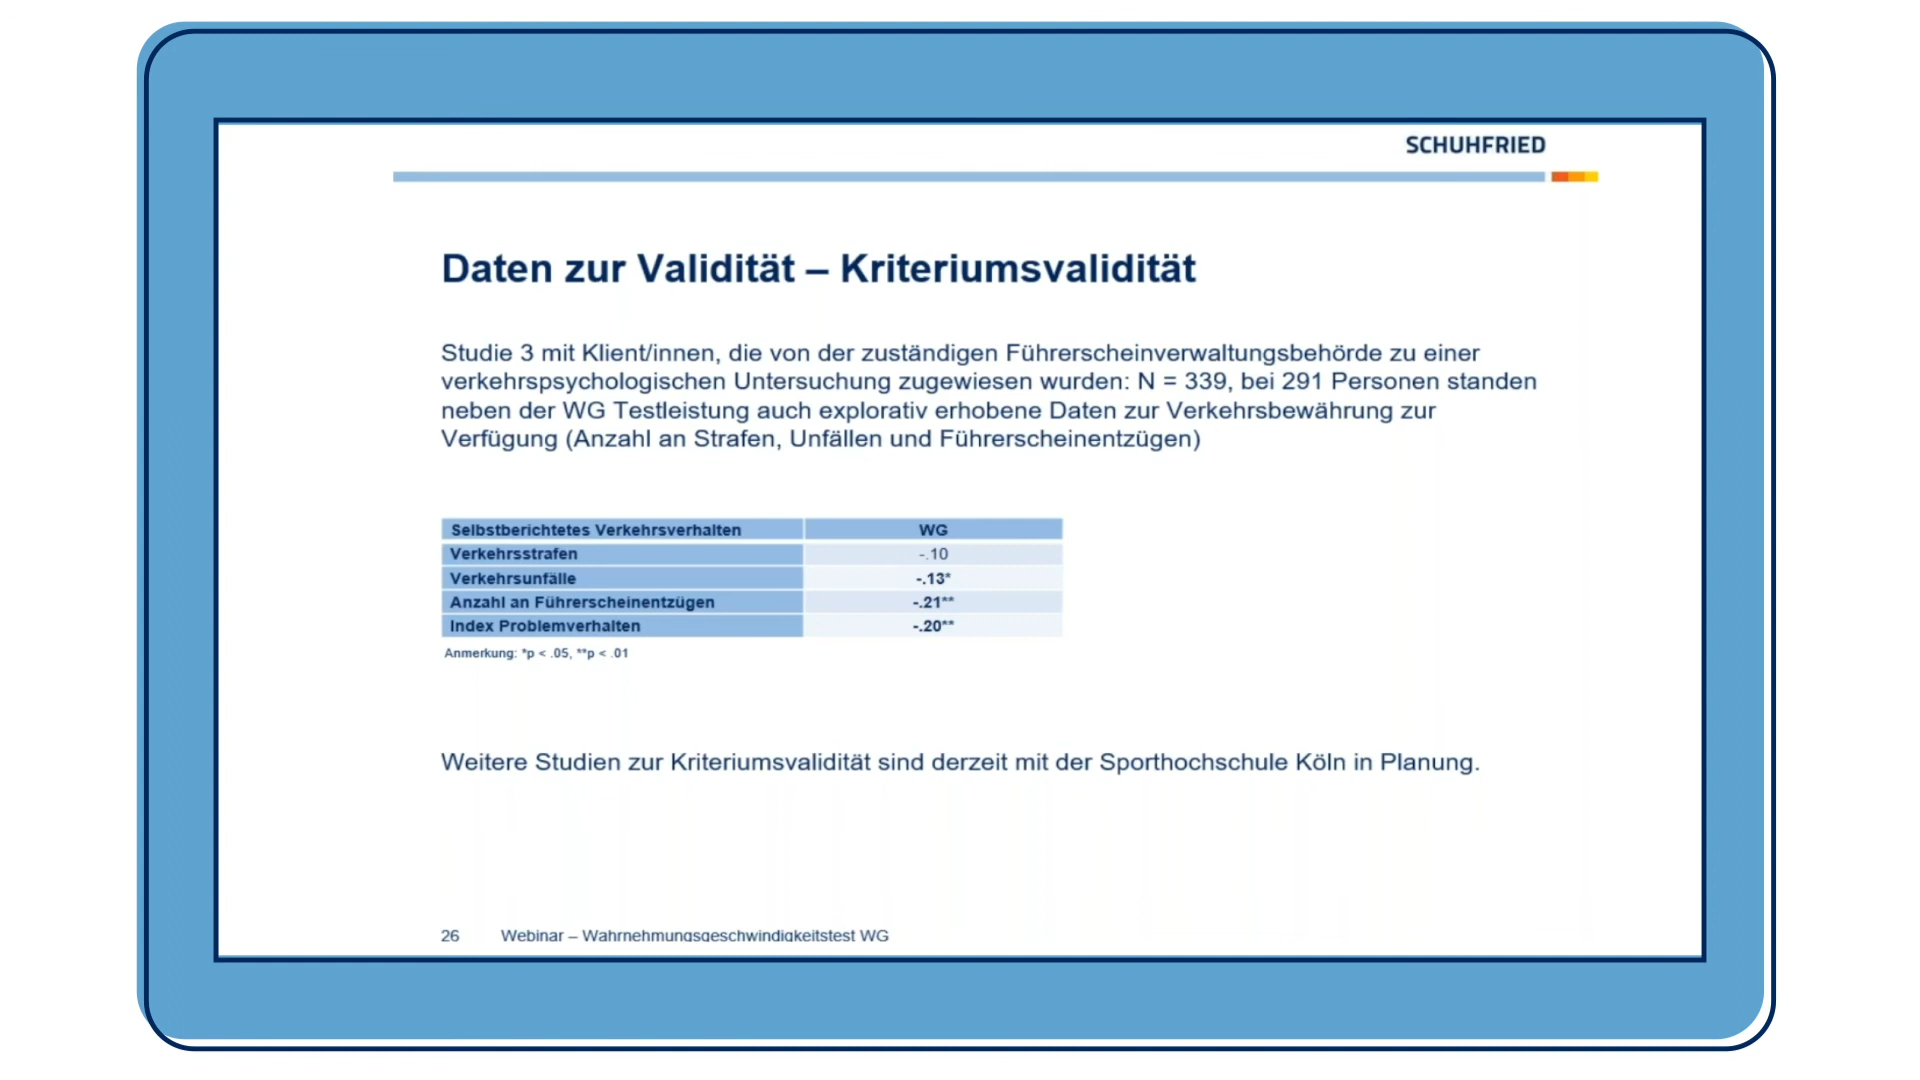 SCHUHFRIED
Daten zur Validität – Kriteriumsvalidität
Studie 3 mit Klient/innen, die von der zuständigen Führerscheinverwaltungsbehörde zu einer
verkehrspsychologischen Untersuchung zugewiesen wurden: N = 339, bei 291 Personen standen
neben der WG Testleistung auch explorativ erhobene Daten zur Verkehrsbewährung zur
Verfügung (Anzahl an Strafen, Unfällen und Führerscheinentzügen)
Selbstberichtetes Verkehrsverhalten WG
Verkehrsstrafen -.10
Verkehrsunfälle -.13*
Anzahl an Führerscheinentzügen -.21**
Index Problemverhalten -.20**
Anmerkung: *p < .05, **p < .01
Weitere Studien zur Kriteriumsvalidität sind derzeit mit der Sporthochschule Köln in Planung.
26 Webinar – Wahrnehmungsgeschwindigkeitstest WG